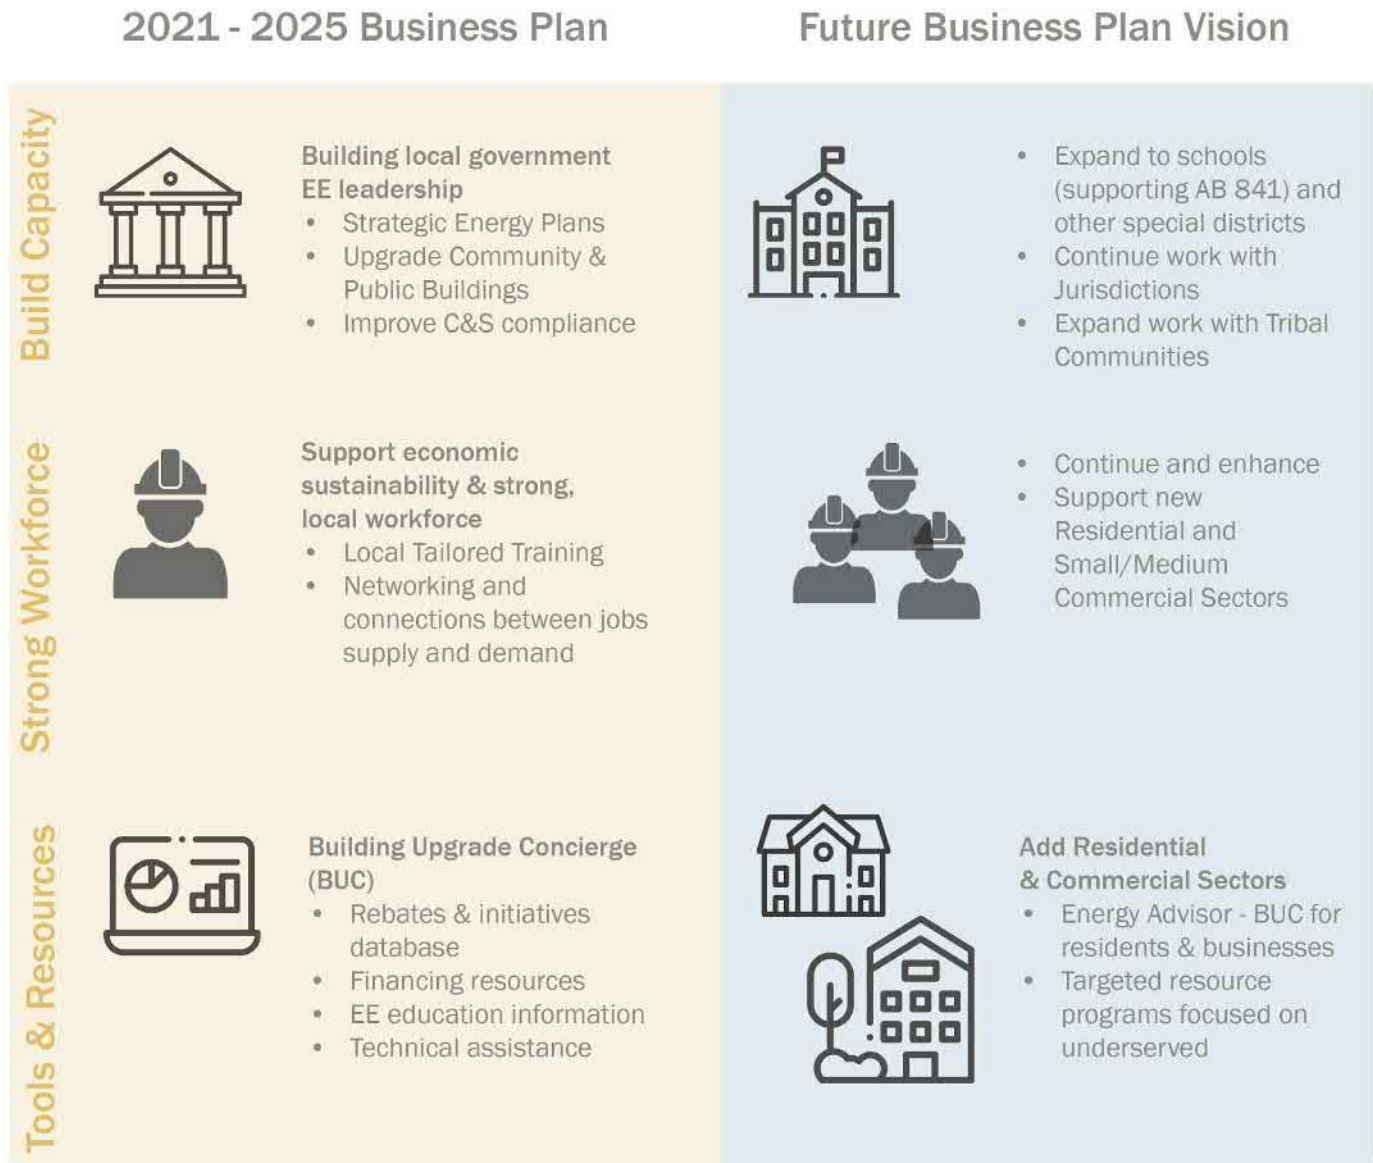 2021 - 2025 Business Plan
Future Business Plan Vision
Build Capacity
Building local government
EE leadership
• Strategic Energy Plans
• Upgrade Community &
Public Buildings
• Improve C&S compliance
• Expand to schools
(supporting AB 841) and
other special districts
• Continue work with
Jurisdictions
• Expand work with Tribal
Communities
Strong Workforce
Support economic
sustainability & strong,
local workforce
• Local Tailored Training
• Networking and
connections between jobs
supply and demand
• Continue and enhance
• Support new
Residential and
Small/Medium
Commercial Sectors
Tools & Resources
Building Upgrade Concierge
(BUC)
• Rebates & initiatives
database
• Financing resources
• EE education information
• Technical assistance
Add Residential
& Commercial Sectors
• Energy Advisor - BUC for
residents & businesses
• Targeted resource
programs focused on
underserved